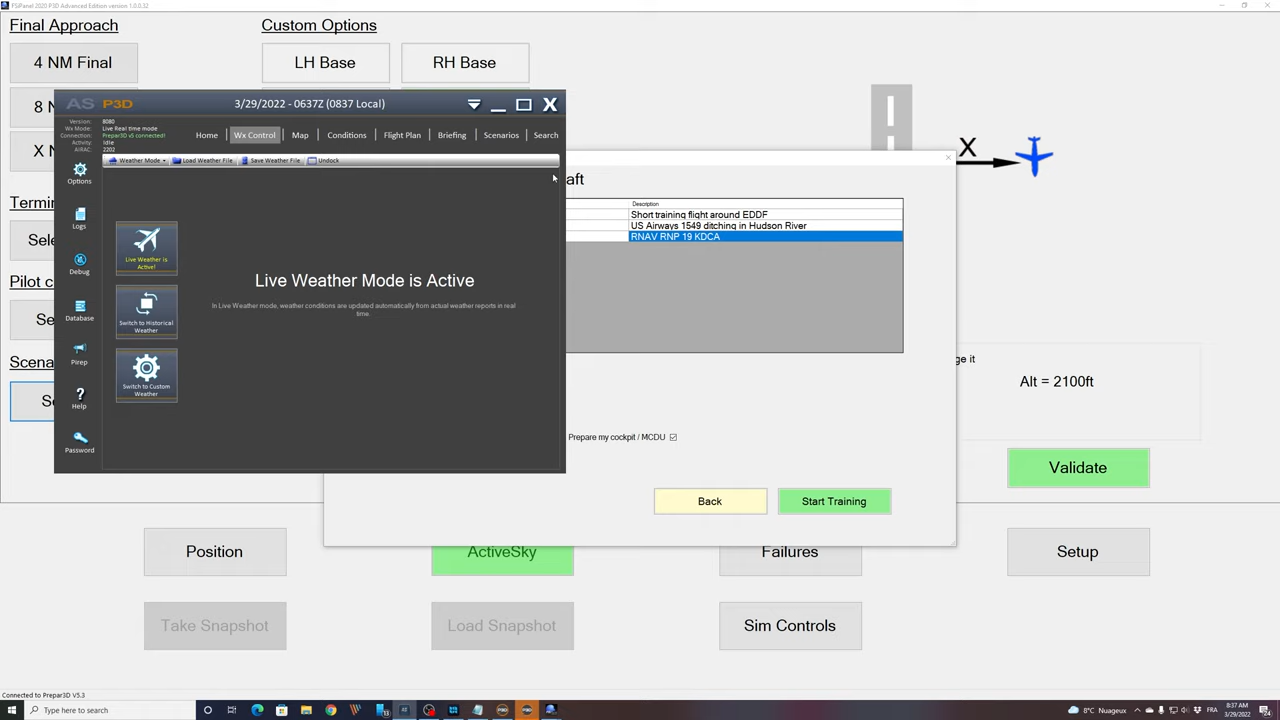 FSiPanel 2020 P3D Advanced Edition version 1.0.0.32
Final Approach
Custom Options
4 NM Final
LH Base
RH Base
AS P3D
3/29/2022 - 0637Z (0837 Local)
Version: 8080
Wx Mode: Live Real time mode
Connection: Prepar3D v5 connected!
Activity: Idle
AIRAC: 2202
Home
Wx Control
Map
Conditions
Flight Plan
Briefing
Scenarios
Search
Weather Mode
Load Weather File
Save Weather File
Undock
Options
Logs
Debug
Database
Pirep
Help
Password
Live Weather is
Active!
Switch to Historical
Weather
Switch to Custom
Weather
Live Weather Mode is Active
In Live Weather mode, weather conditions are updated automatically from actual weather reports in real
time.
8 N
X N
Termin
Sele
Pilot c
Se
Scena
Se
aft
Description
Short training flight around EDDF
US Airways 1549 ditching in Hudson River
RNAV RNP 19 KDCA
Prepare my cockpit / MCDU
Back
Start Training
X
ge it
Alt = 2100ft
Validate
Position
ActiveSky
Failures
Setup
Take Snapshot
Load Snapshot
Sim Controls
Connected to Prepar3D V5.3
Type here to search
8°C Nuageux
FR
8:37 AM
3/29/2022